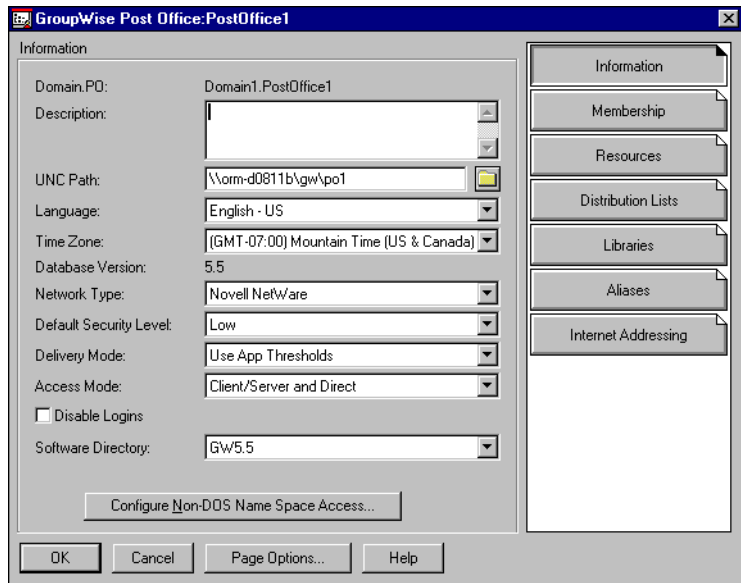 GroupWise Post Office:PostOffice1
Information
Domain.PO: Domain1.PostOffice1
Description:
UNC Path: \\orm-d0811b\gw\po1
Language: English - US
Time Zone: (GMT-07:00) Mountain Time (US & Canada)
Database Version: 5.5
Network Type: Novell NetWare
Default Security Level: Low
Delivery Mode: Use App Thresholds
Access Mode: Client/Server and Direct
Disable Logins
Software Directory: GW5.5
Configure Non-DOS Name Space Access...
Information
Membership
Resources
Distribution Lists
Libraries
Aliases
Internet Addressing
OK Cancel Page Options... Help